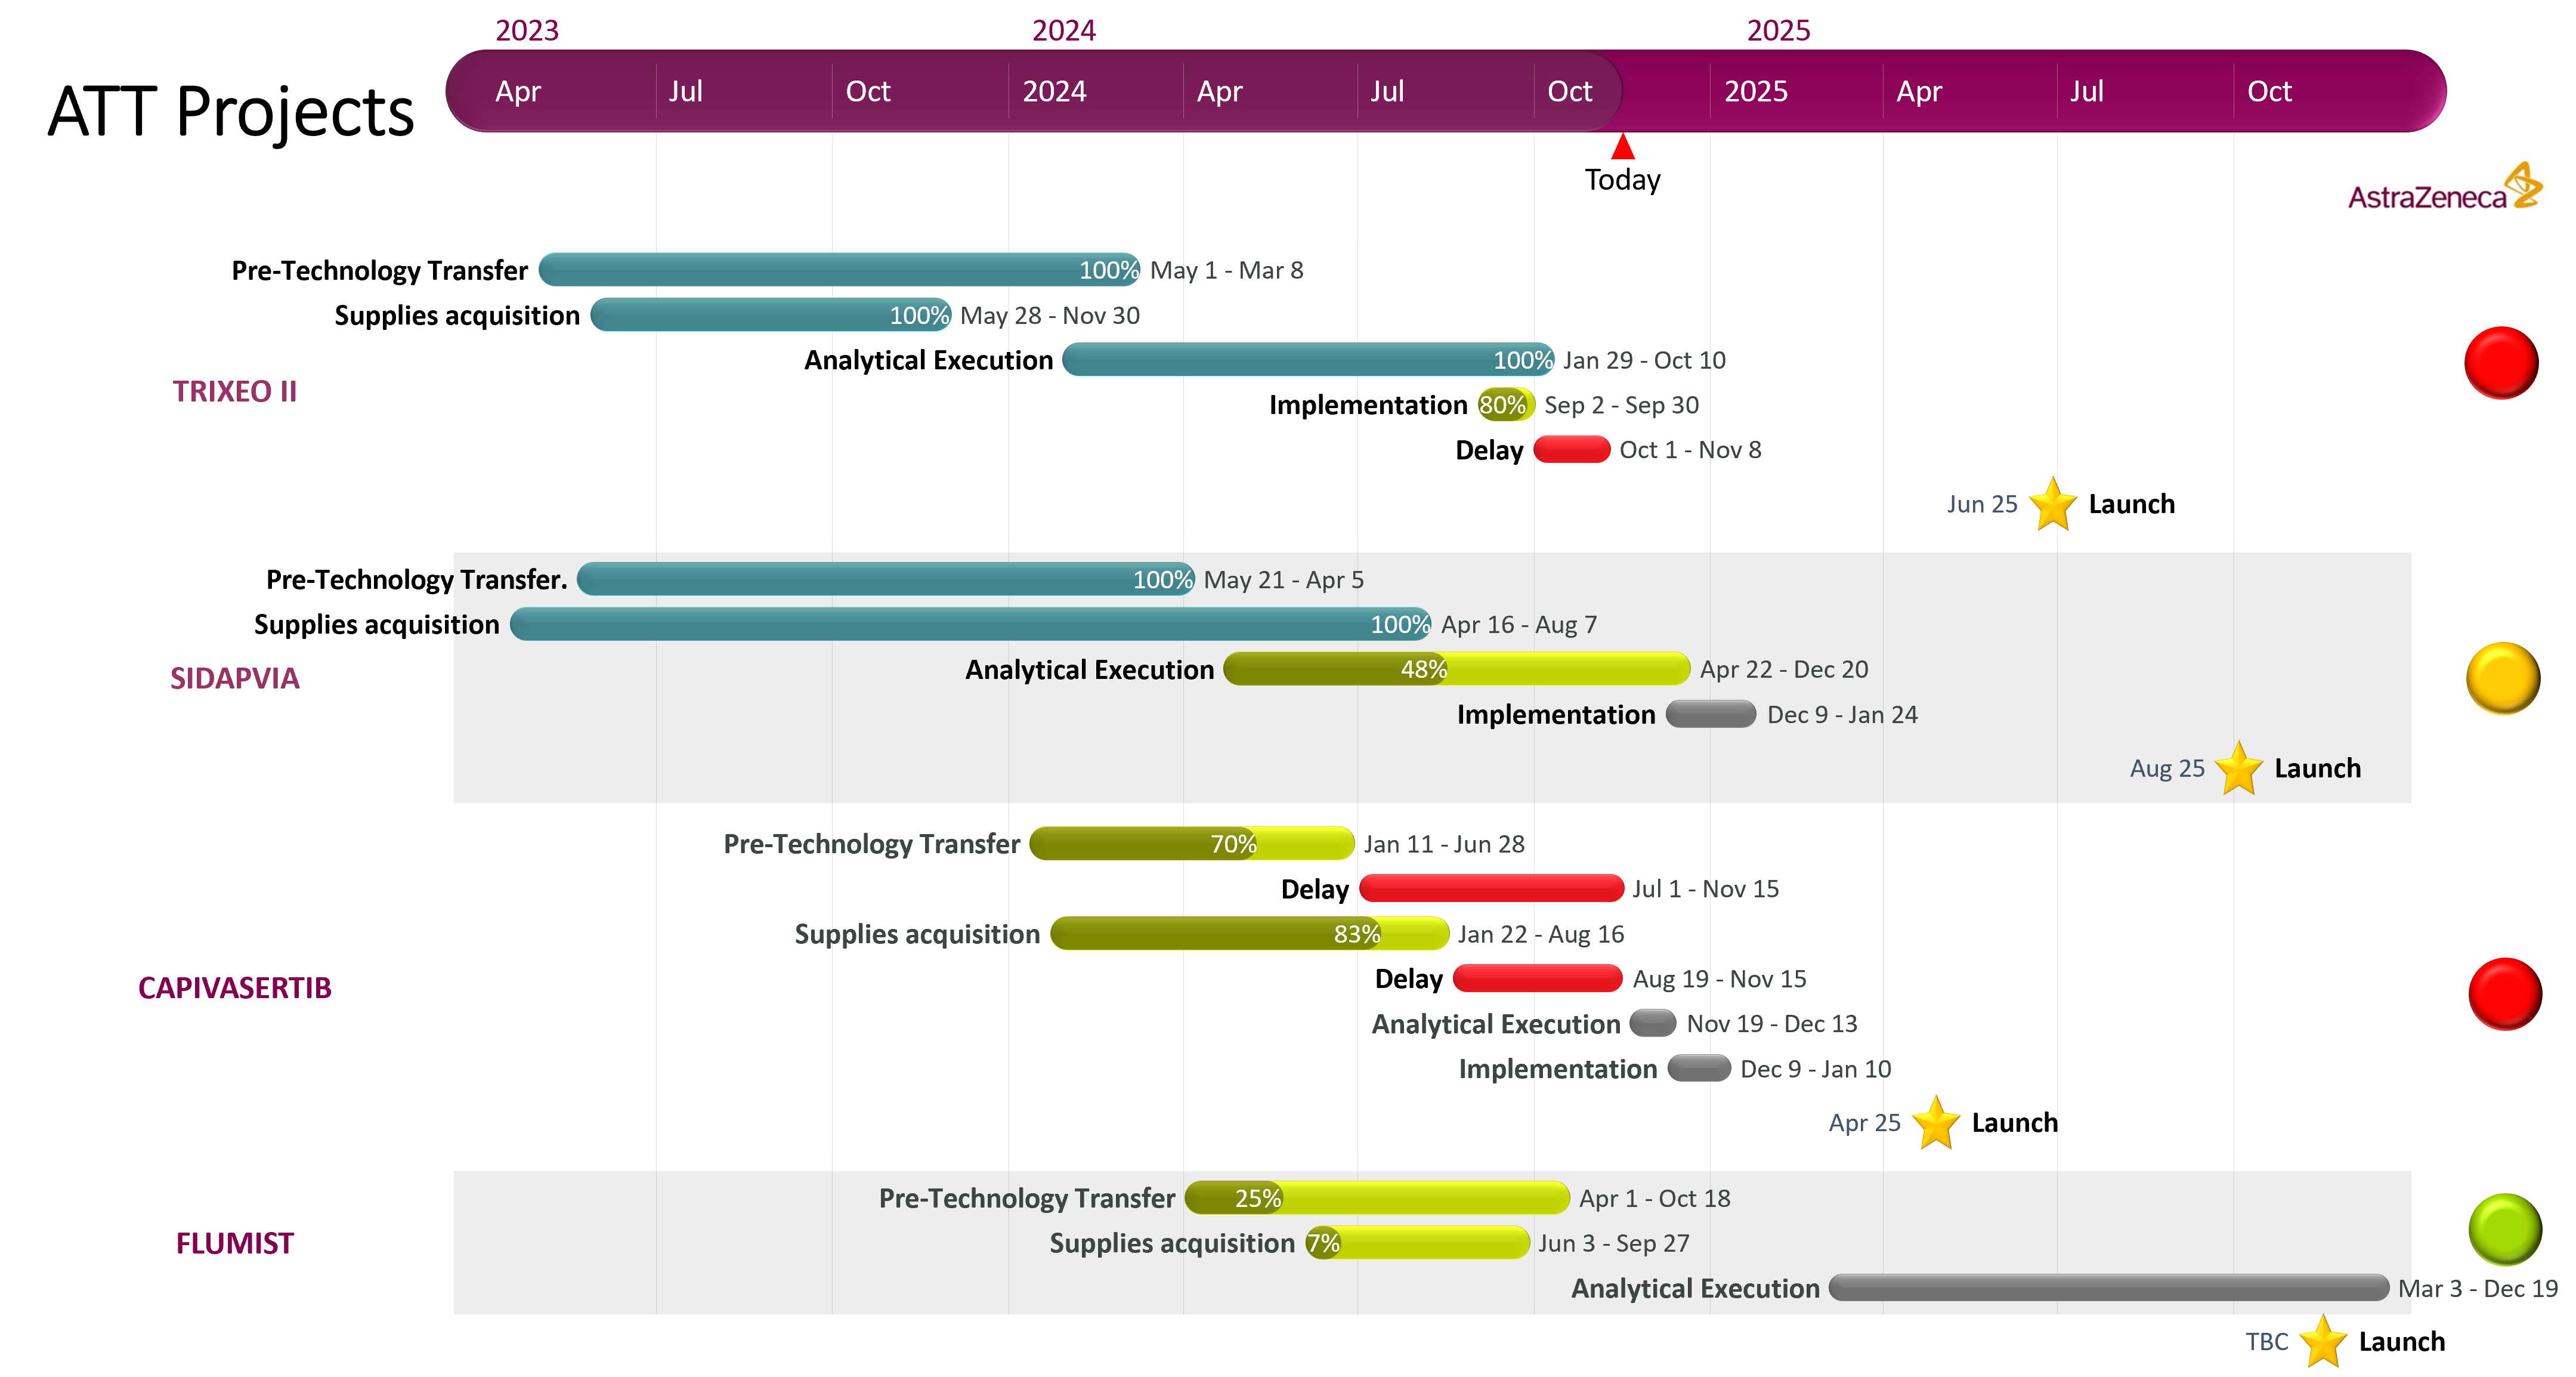 2023 2024 2025
ATT Projects
Apr Jul Oct 2024 Apr Jul Oct 2025 Apr Jul Oct
Today
AstraZeneca
Pre-Technology Transfer 100% May 1 - Mar 8
Supplies acquisition 100% May 28 - Nov 30
Analytical Execution 100% Jan 29 - Oct 10
TRIXEO II
Implementation 80% Sep 2 - Sep 30
Delay Oct 1 - Nov 8
Jun 25 Launch
Pre-Technology Transfer. 100% May 21 - Apr 5
Supplies acquisition 100% Apr 16 - Aug 7
Analytical Execution 48% Apr 22 - Dec 20
SIDAPVIA
Implementation Dec 9 - Jan 24
Aug 25 Launch
Pre-Technology Transfer 70% Jan 11 - Jun 28
Delay Jul 1 - Nov 15
Supplies acquisition 83% Jan 22 - Aug 16
Delay Aug 19 - Nov 15
CAPIVASERTIB
Analytical Execution Nov 19 - Dec 13
Implementation Dec 9 - Jan 10
Apr 25 Launch
Pre-Technology Transfer 25% Apr 1 - Oct 18
FLUMIST
Supplies acquisition 7% Jun 3 - Sep 27
Analytical Execution Mar 3 - Dec 19
TBC Launch